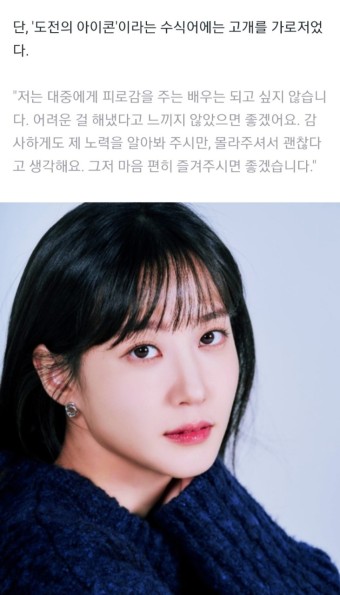 단, '도전의 아이콘'이라는 수식어에는 고개를 가로저었
다.
"저는 대중에게 피로감을 주는 배우는 되고 싶지 않습니
다. 어려운 걸 해냈다고 느끼지 않았으면 좋겠어요. 감
사하게도 제 노력을 알아봐 주시만, 몰라주셔서 괜찮다
고 생각해요. 그저 마음 편히 즐겨주시면 좋겠습니다."